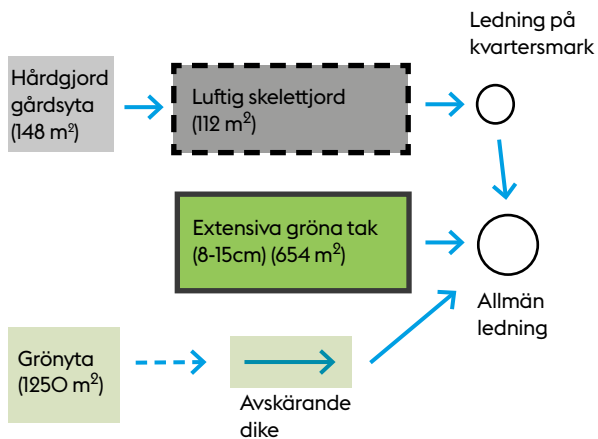 Ledning på
kvartersmark
Hårdgjord
gårdsyta
(148 m²)
Luftig skelettjord
(112 m²)
Extensiva gröna tak
(8-15cm) (654 m²)
Allmän
ledning
Grönyta
(1250 m²)
Avskärande
dike